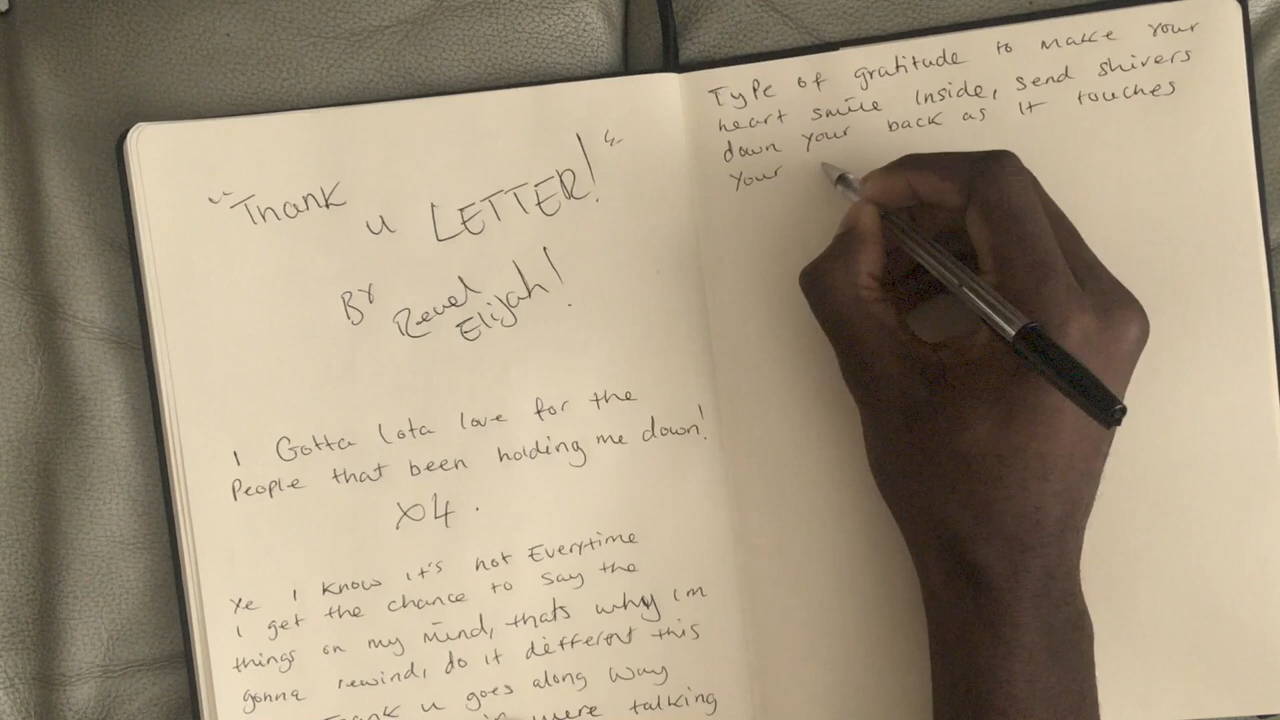 "Thank
u LETTER!"
BY Revel
Elijah!
I Gotta lota love for the
People that been holding me down!
X4.
Ye I know it's not Everytime
I get the chance to say the
things on my mind, thats why im
gonna rewind, do it different this
Thank u goes along way
were talking
Type of gratitude to make your
heart smile inside, send shivers
down your back as it touches
your